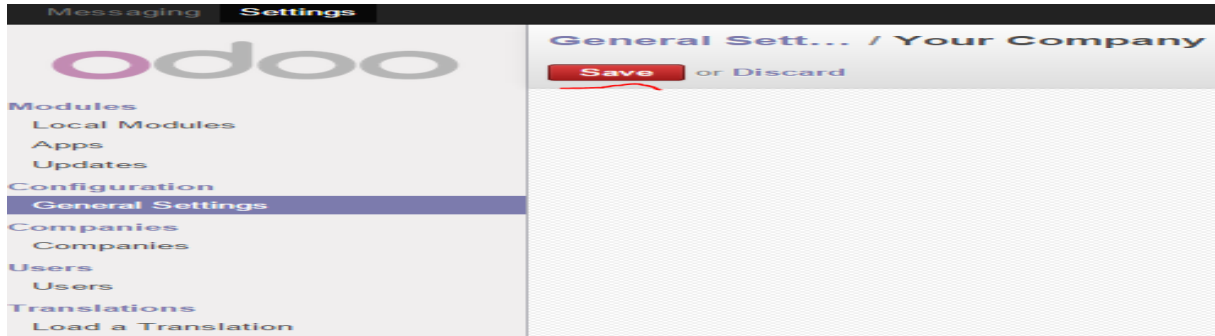 Messaging Settings
odoo
General Sett... / Your Company
Save or Discard
Modules
Local Modules
Apps
Updates
Configuration
General Settings
Companies
Companies
Users
Users
Translations
Load a Translation